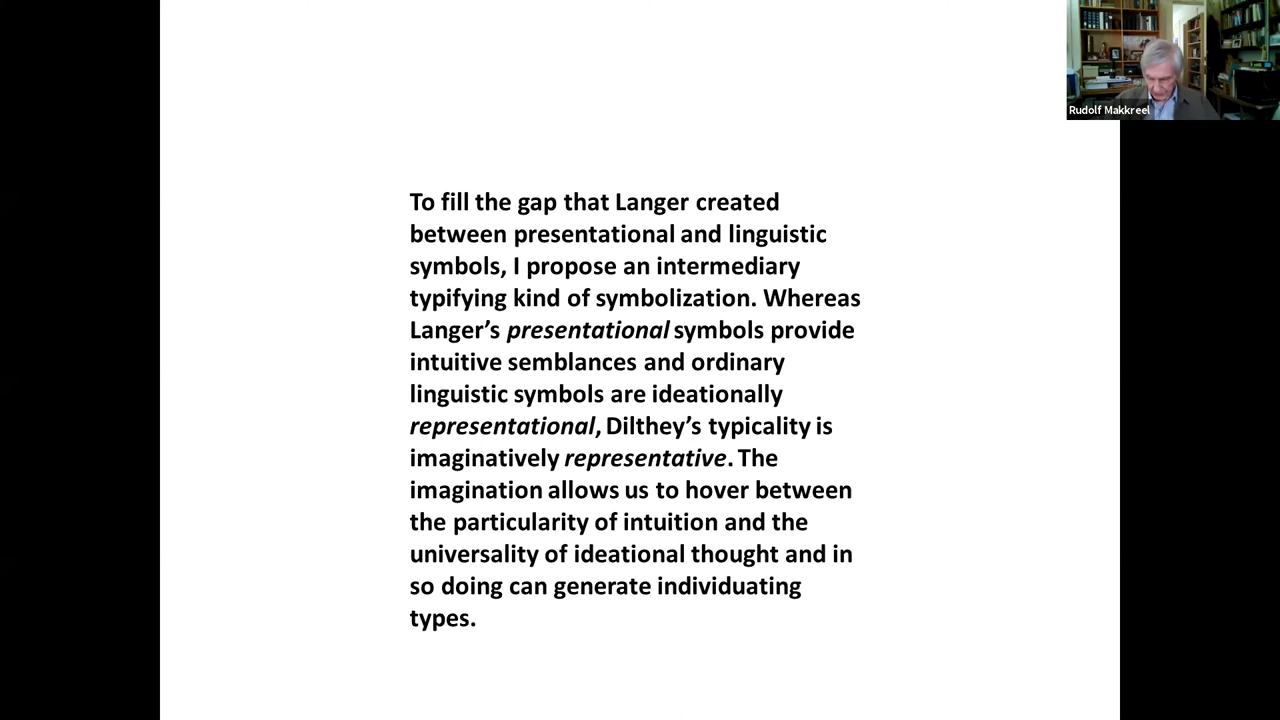 Rudolf Makkreel
To fill the gap that Langer created
between presentational and linguistic
symbols, I propose an intermediary
typifying kind of symbolization. Whereas
Langer’s presentational symbols provide
intuitive semblances and ordinary
linguistic symbols are ideationally
representational, Dilthey’s typicality is
imaginatively representative. The
imagination allows us to hover between
the particularity of intuition and the
universality of ideational thought and in
so doing can generate individuating
types.